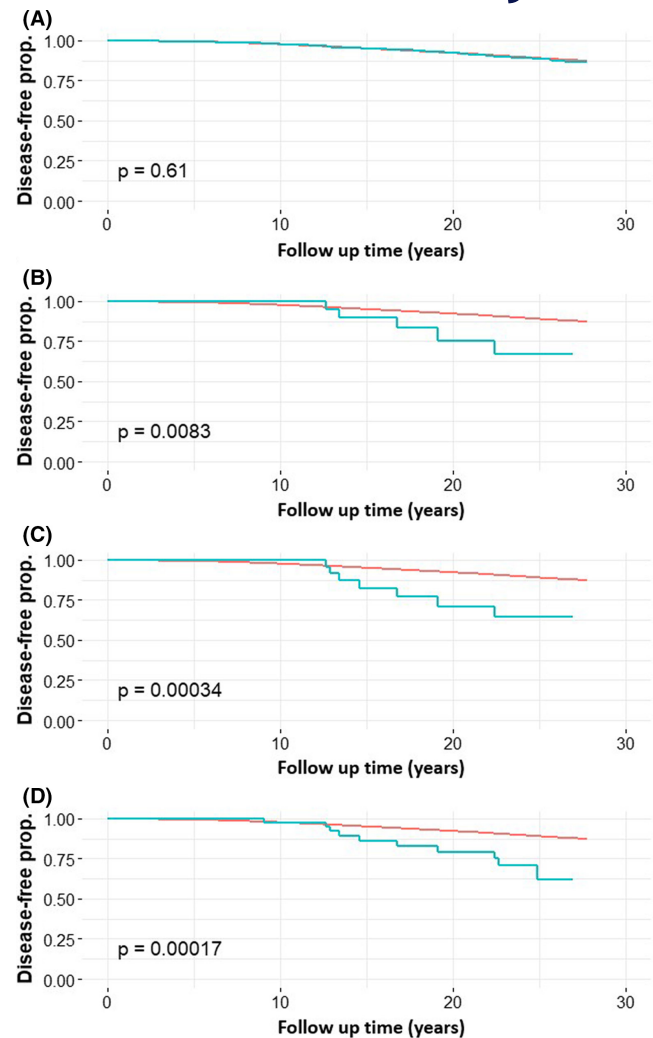 (A)
Disease-free prop.
1.00
0.75
0.50
0.25
0.00
p = 0.61
0 10 20 30
Follow up time (years)
(B)
Disease-free prop.
1.00
0.75
0.50
0.25
0.00
p = 0.0083
0 10 20 30
Follow up time (years)
(C)
Disease-free prop.
1.00
0.75
0.50
0.25
0.00
p = 0.00034
0 10 20 30
Follow up time (years)
(D)
Disease-free prop.
1.00
0.75
0.50
0.25
0.00
p = 0.00017
0 10 20 30
Follow up time (years)